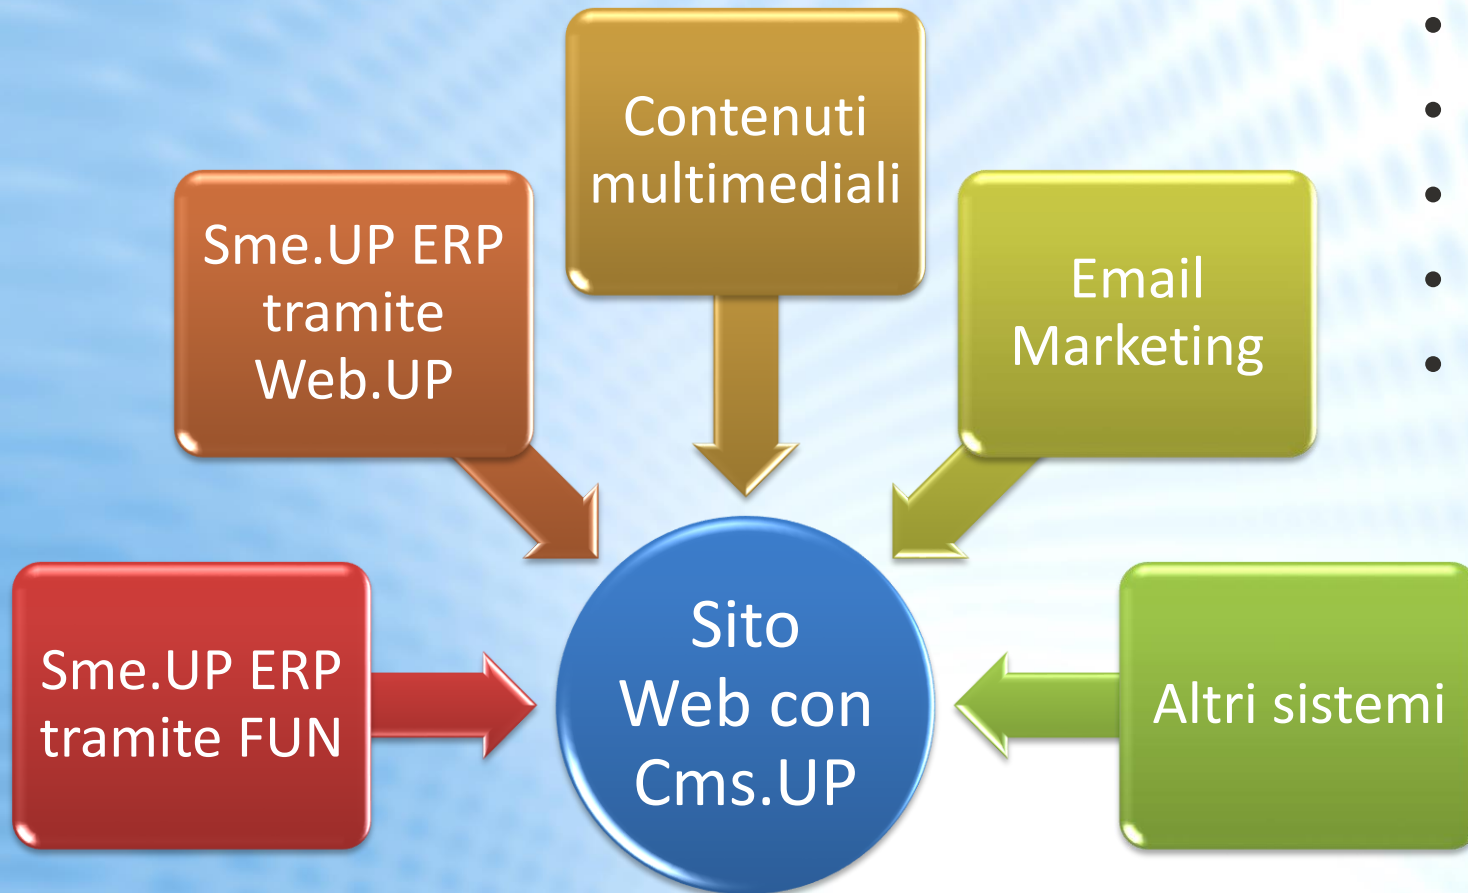 Contenuti
multimediali
Sme.UP ERP
tramite
Web.UP
Email
Marketing
Sme.UP ERP
tramite FUN
Sito
Web con
Cms.UP
Altri sistemi